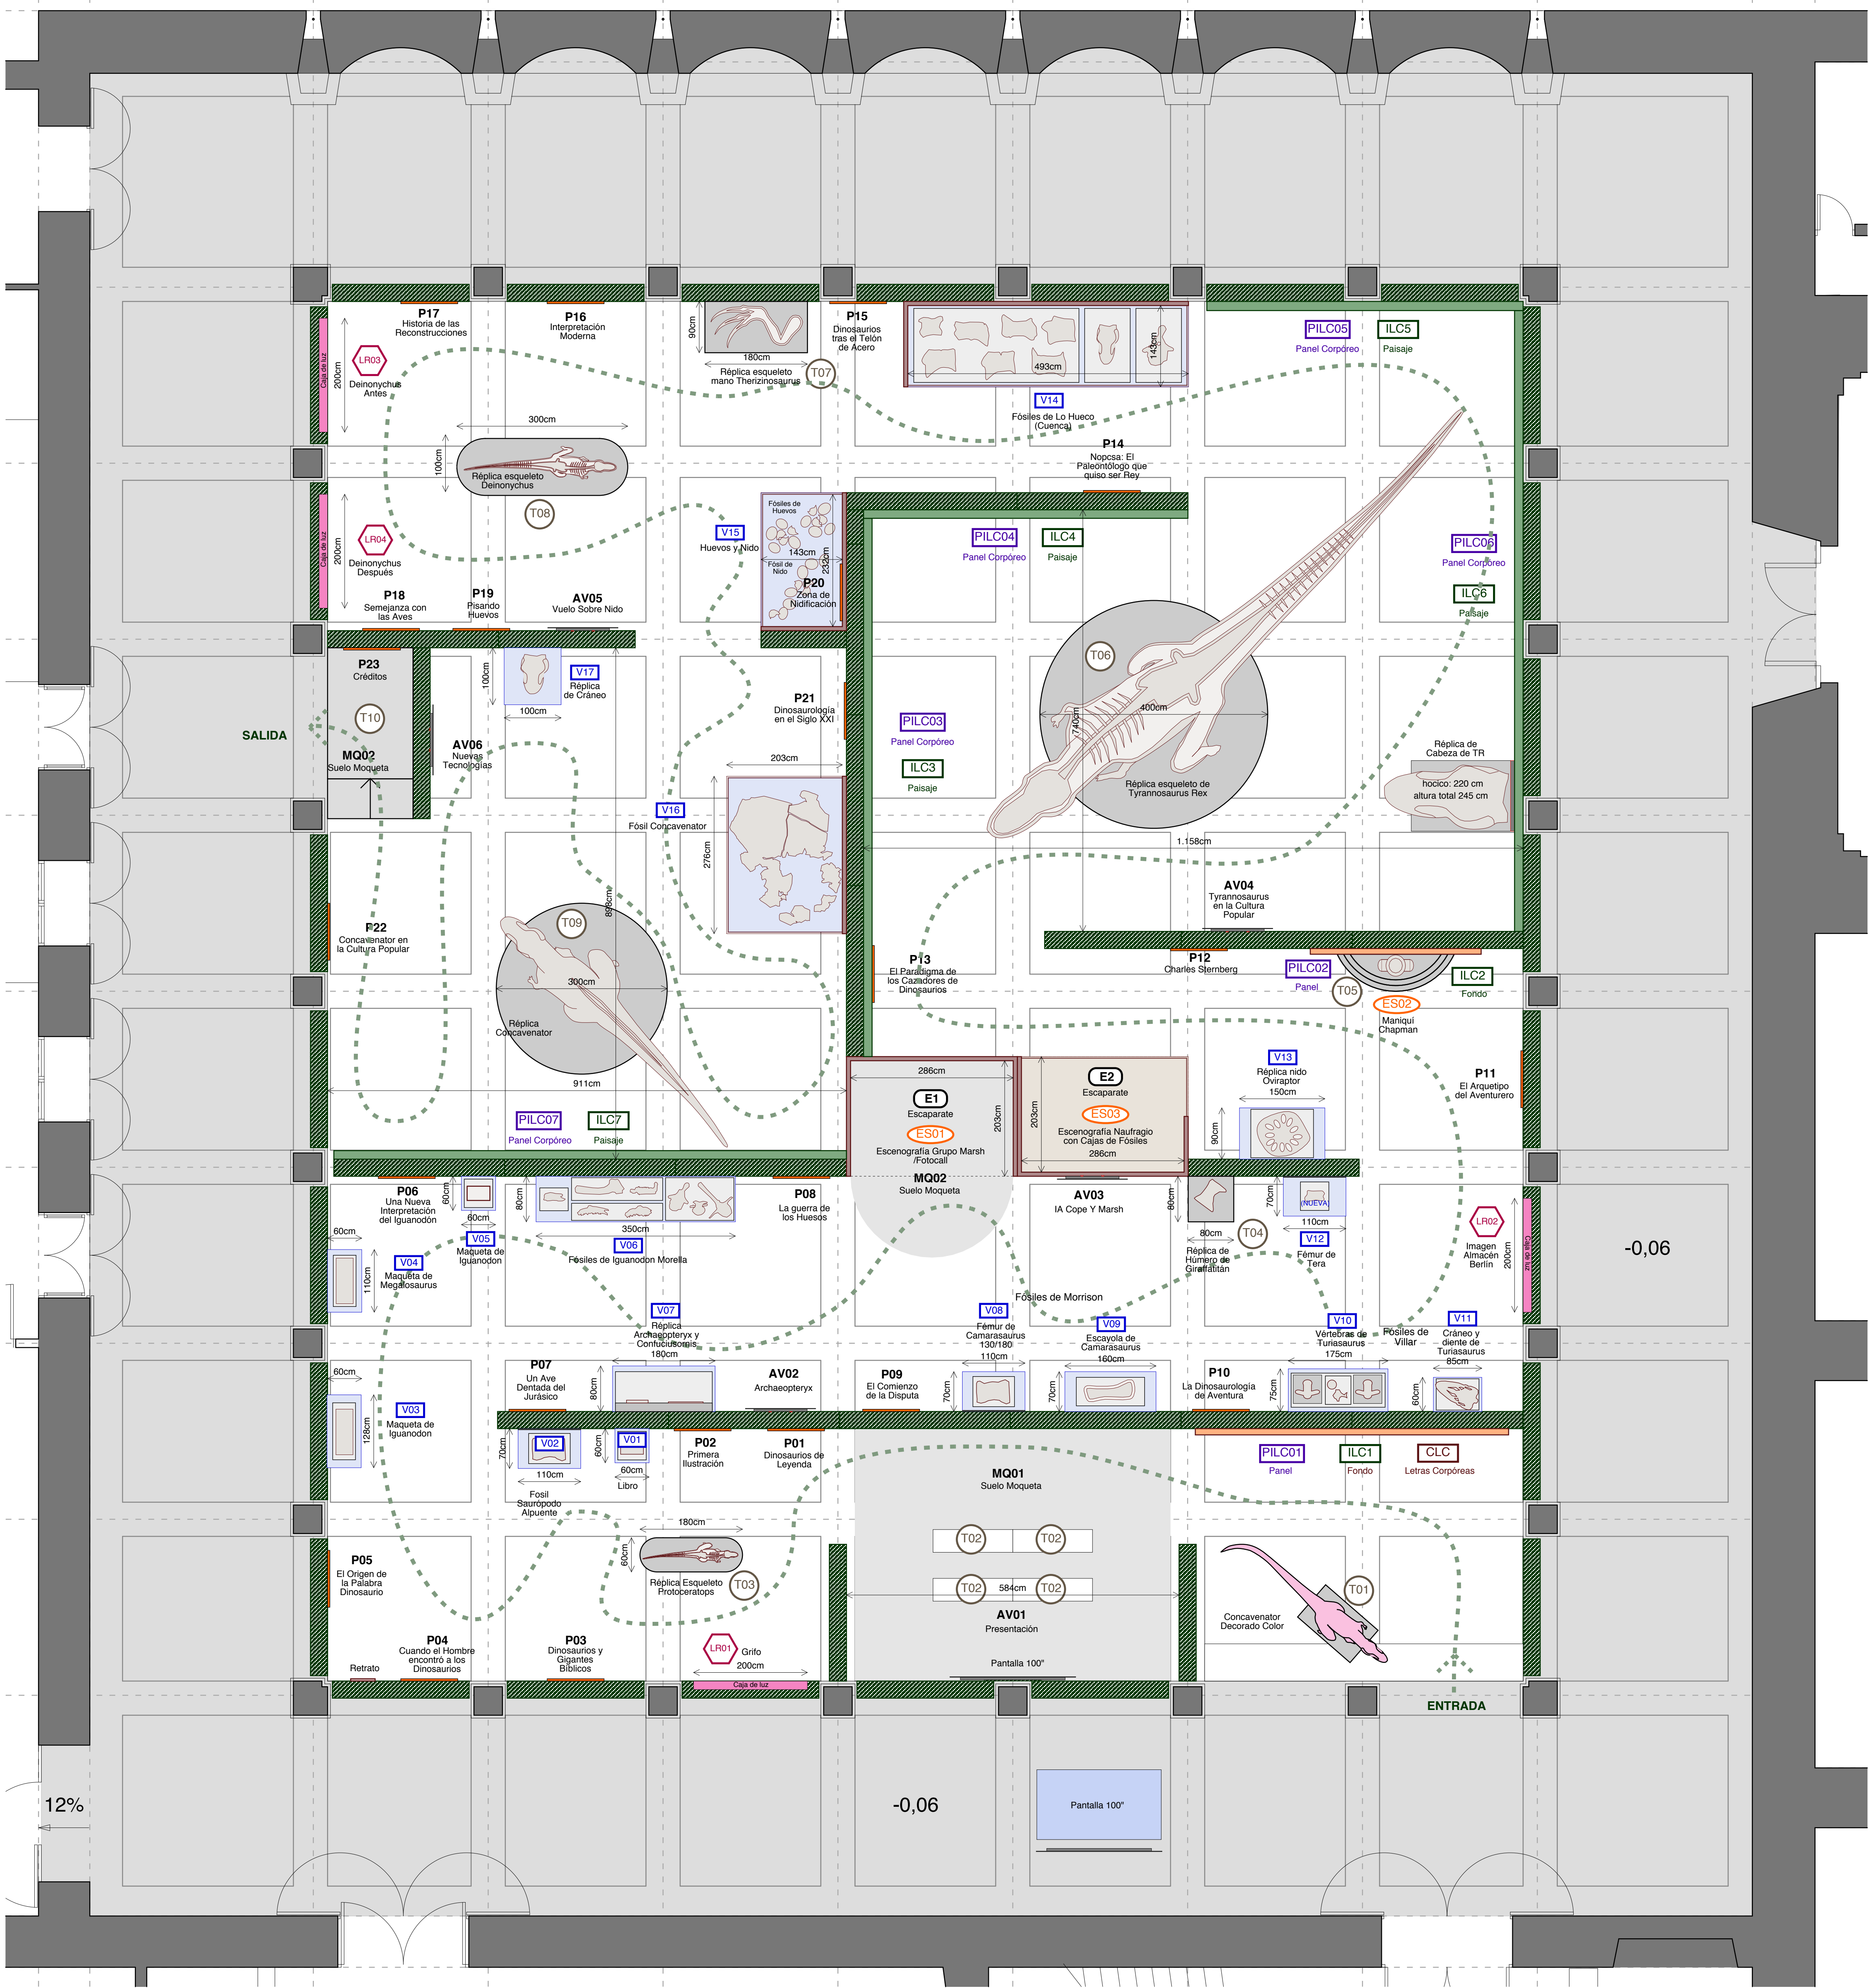 P17
Historia de las
Reconstrucciones
P16
Interpretación
Moderna
90cm
180cm
Réplica esqueleto
mano Therizinosaurus
T07
P15
Dinosaurios
tras el Telón
de Acero
143cm
493cm
V14
Fósiles de Lo Hueco
(Cuenca)
PILC05
Panel Corpóreo
ILC5
Paisaje
Caja de luz
200cm
LR03
Deinonychus
Antes
300cm
100cm
Réplica esqueleto
Deinonychus
T08
P14
Nopcsa: El
Paleontólogo que
quiso ser Rey
Caja de luz
200cm
LR04
Deinonychus
Después
V15
Huevos y Nido
Fósiles de
Huevos
143cm
232cm
Fósil de
Nido
P20
Zona de
Nidificación
PILC04
Panel Corpóreo
ILC4
Paisaje
PILC06
Panel Corpóreo
ILC6
Paisaje
P18
Semejanza con
las Aves
P19
Pisando
Huevos
AV05
Vuelo Sobre Nido
P23
Créditos
T10
SALIDA
MQ02
Suelo Moqueta
AV06
Nuevas
Tecnologías
100cm
V17
Réplica
de Cráneo
100cm
P21
Dinosaurología
en el Siglo XXI
203cm
276cm
V16
Fósil Concavenator
PILC03
Panel Corpóreo
ILC3
Paisaje
T06
400cm
740cm
Réplica esqueleto de
Tyrannosaurus Rex
Réplica de
Cabeza de TR
hocico: 220 cm
altura total 245 cm
1.158cm
AV04
Tyrannosaurus
en la Cultura
Popular
P22
Concavenator en
la Cultura Popular
T09
898cm
300cm
Réplica
Concavenator
911cm
P13
El Paradigma de
los Cazadores de
Dinosaurios
P12
Charles Sternberg
PILC02
Panel
T05
ILC2
Fondo
ES02
Maniquí
Chapman
PILC07
Panel Corpóreo
ILC7
Paisaje
286cm
E1
Escaparate
203cm
ES01
Escenografía Grupo Marsh
/Fotocall
MQ02
Suelo Moqueta
E2
Escaparate
203cm
ES03
Escenografía Naufragio
con Cajas de Fósiles
286cm
V13
Réplica nido
Oviraptor
150cm
90cm
P11
El Arquetipo
del Aventurero
P06
Una Nueva
Interpretación
del Iguanodón
60cm
60cm
V05
Maqueta de
Iguanodon
80cm
350cm
V06
Fósiles de Iguanodon Morella
P08
La guerra de
los Huesos
AV03
IA Cope Y Marsh
80cm
80cm
Réplica de
Húmero de
Giraffatitán
T04
70cm
(NUEVA)
110cm
V12
Fémur de
Tera
LR02
Imagen
Almacén
Berlín
200cm
Caja de luz
-0,06
60cm
V04
Maqueta de
Megalosaurus
110cm
V07
Réplica
Archaeopteryx y
Confuciusornis
180cm
80cm
Fósiles de Morrison
V08
Fémur de
Camarasaurus
130/180
110cm
70cm
V09
Escayola de
Camarasaurus
160cm
70cm
V10
Vértebras de
Turiasaurus
175cm
75cm
Fósiles de
Villar
V11
Cráneo y
diente de
Turiasaurus
85cm
60cm
60cm
V03
Maqueta de
Iguanodon
128cm
P07
Un Ave
Dentada del
Jurásico
AV02
Archaeopteryx
P09
El Comienzo
de la Disputa
P10
La Dinosaurología
de Aventura
70cm
V02
110cm
Fosil
Saurópodo
Alpuente
60cm
V01
60cm
Libro
P02
Primera
Ilustración
P01
Dinosaurios de
Leyenda
MQ01
Suelo Moqueta
PILC01
Panel
ILC1
Fondo
CLC
Letras Corpóreas
P05
El Origen de
la Palabra
Dinosaurio
180cm
60cm
Réplica Esqueleto
Protoceratops
T03
T02
T02
T02
584cm
T02
AV01
Presentación
Pantalla 100"
T01
Concavenator
Decorado Color
P04
Cuando el Hombre
encontró a los
Dinosaurios
Retrato
P03
Dinosaurios y
Gigantes
Bíblicos
LR01
Grifo
200cm
Caja de luz
ENTRADA
12%
-0,06
Pantalla 100"